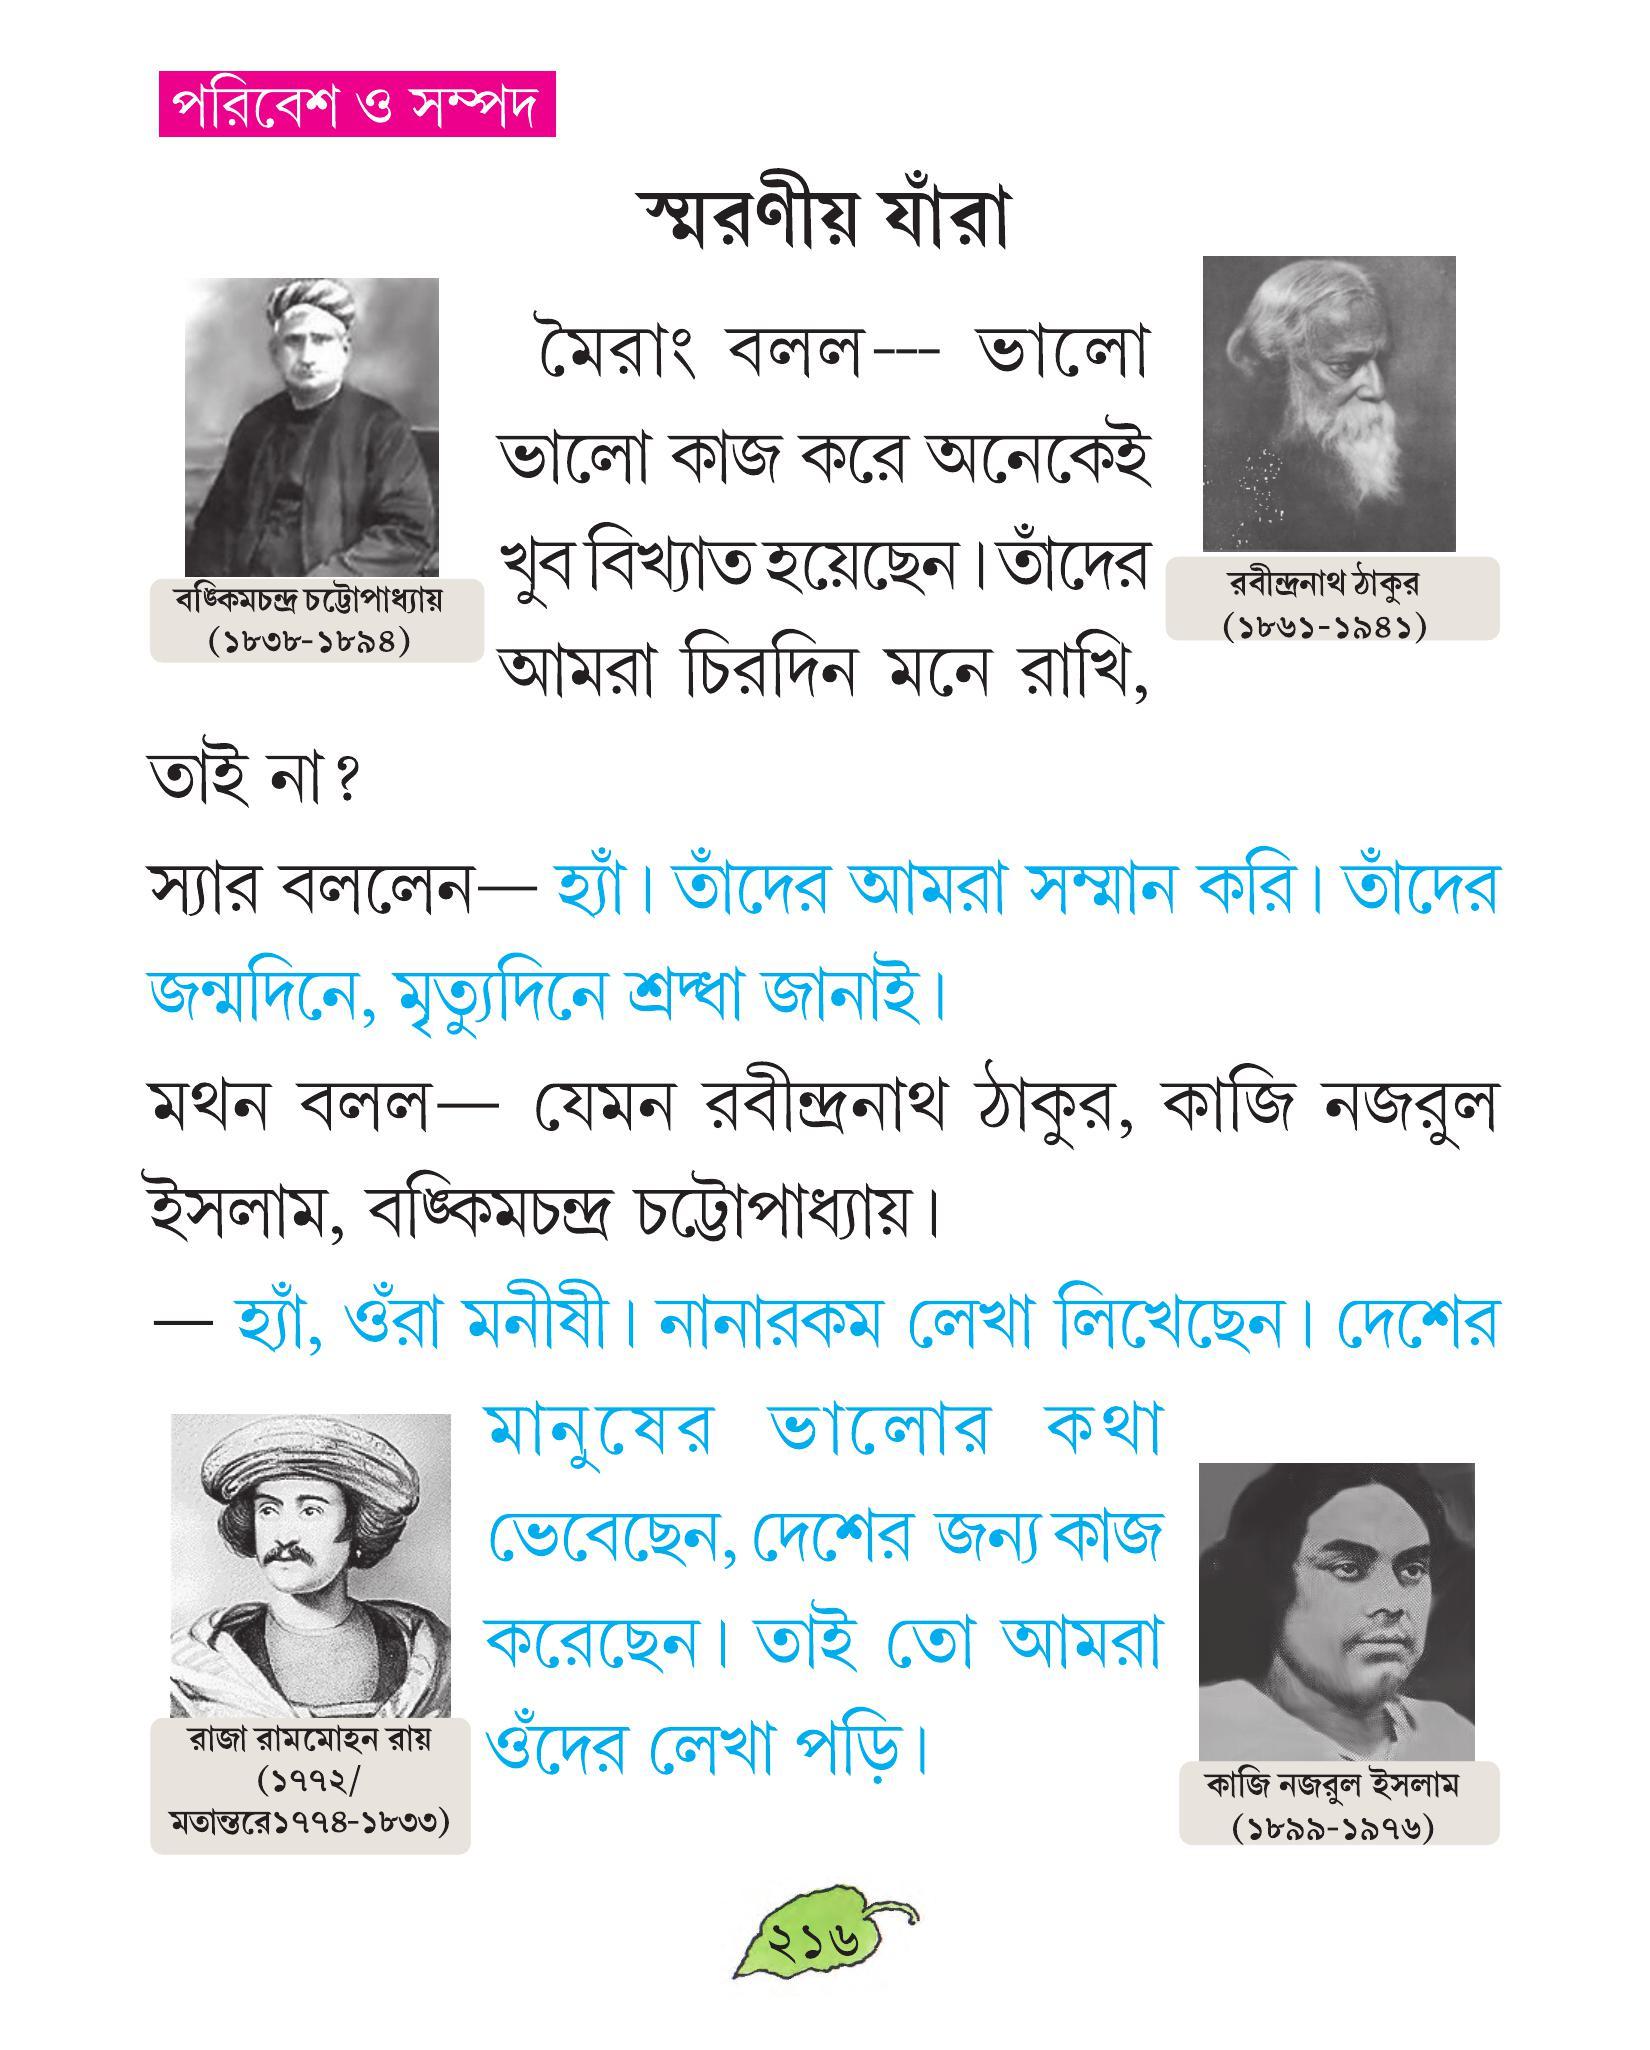 পরিবেশ ও সম্পদ
স্মরণীয় যাঁরা
মৈরাং বলল--- ভালো
ভালো কাজ করে অনেকেই
খুব বিখ্যাত হয়েছেন। তাঁদের
আমরা চিরদিন মনে রাখি,
বঙ্কিমচন্দ্র চট্টোপাধ্যায়
(১৮৩৮-১৮৯৪)
রবীন্দ্রনাথ ঠাকুর
(১৮৬১-১৯৪১)
তাই না?
স্যার বললেন— হ্যাঁ। তাঁদের আমরা সম্মান করি। তাঁদের
জন্মদিনে, মৃত্যুদিনে শ্রদ্ধা জানাই।
মথন বলল— যেমন রবীন্দ্রনাথ ঠাকুর, কাজি নজরুল
ইসলাম, বঙ্কিমচন্দ্র চট্টোপাধ্যায়।
— হ্যাঁ, ওঁরা মনীষী। নানারকম লেখা লিখেছেন। দেশের
মানুষের ভালোর কথা
ভেবেছেন, দেশের জন্য কাজ
করেছেন। তাই তো আমরা
ওঁদের লেখা পড়ি।
রাজা রামমোহন রায়
(১৭৭২/
মতান্তরে১৭৭৪-১৮৩৩)
কাজি নজরুল ইসলাম
(১৮৯৯-১৯৭৬)
২১৬